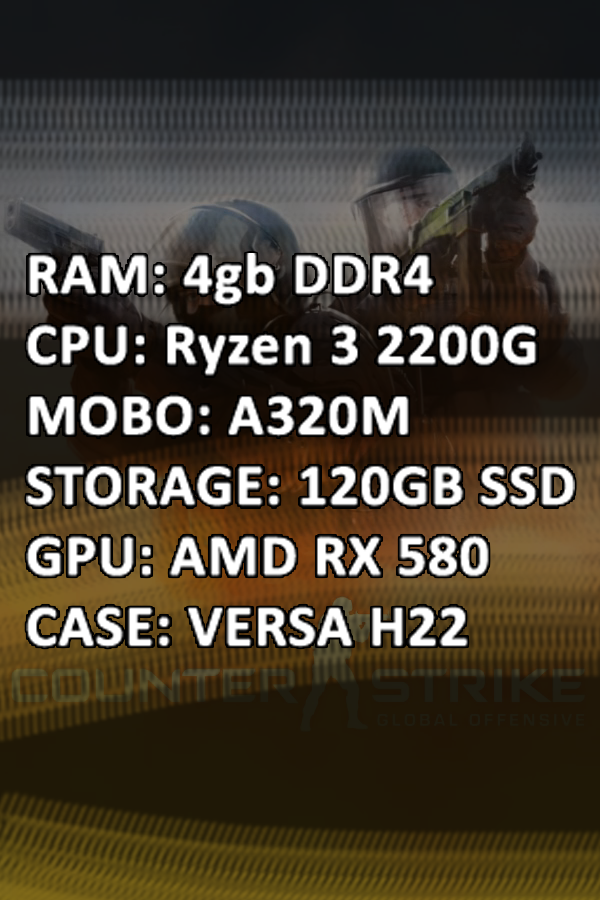 RAM: 4gb DDR4
CPU: Ryzen 3 2200G
MOBO: A320M
STORAGE: 120GB SSD
GPU: AMD RX 580
CASE: VERSA H22
COUNTER STRIKE
GLOBAL OFFENSIVE